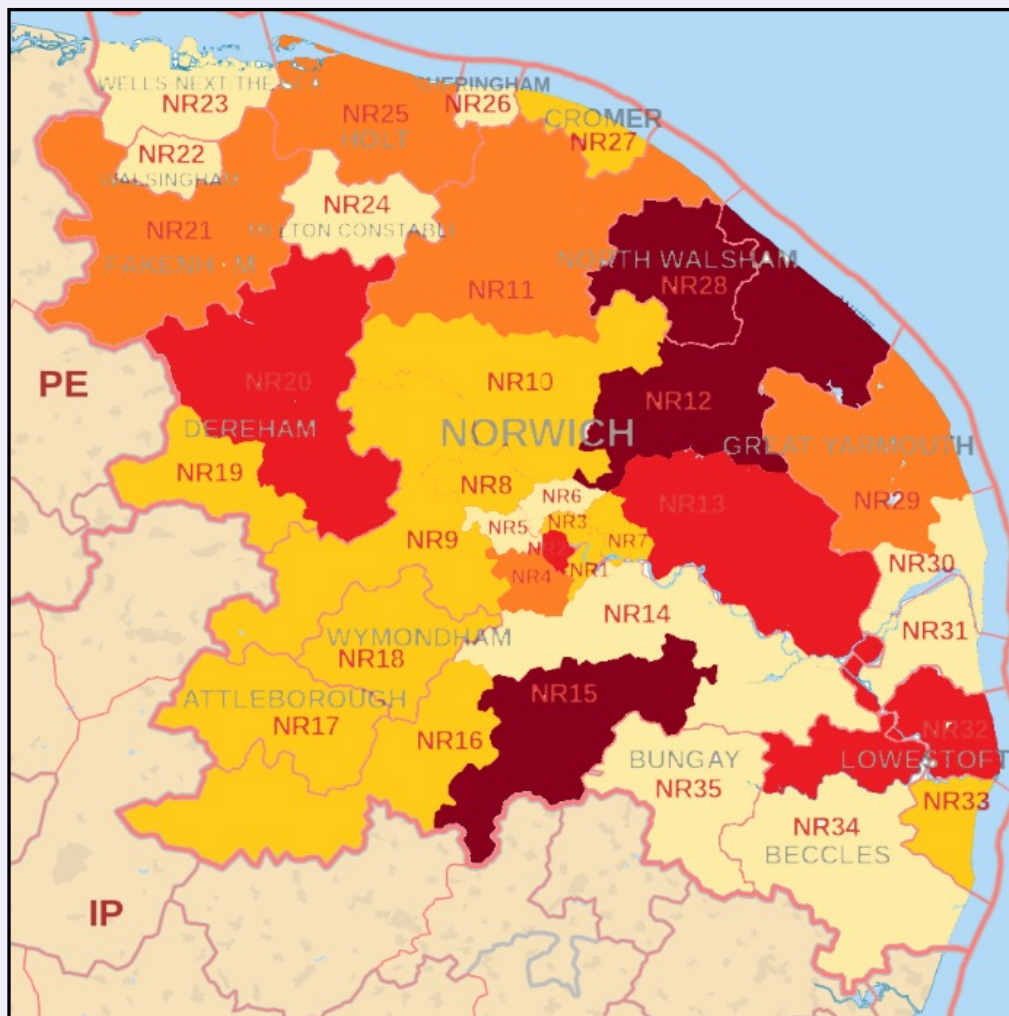 WELLS-NEXT-THE-SEA
NR23
SHERINGHAM
NR26
NR25
HOLT
CROMER
NR27
NR22
WALSINGHAM
NR24
MELTON CONSTABLE
NR21
FAKENHAM
NORTH WALSHAM
NR28
NR11
PE
NR20
NR10
NR12
DEREHAM
NORWICH
GREAT YARMOUTH
NR19
NR8
NR6
NR13
NR29
NR5
NR3
NR9
NR2
NR7
NR4
NR1
NR30
NR14
NR31
WYMONDHAM
NR18
ATTLEBOROUGH
NR15
NR17
NR16
NR32
BUNGAY
LOWESTOFT
NR35
NR33
NR34
BECCLES
IP